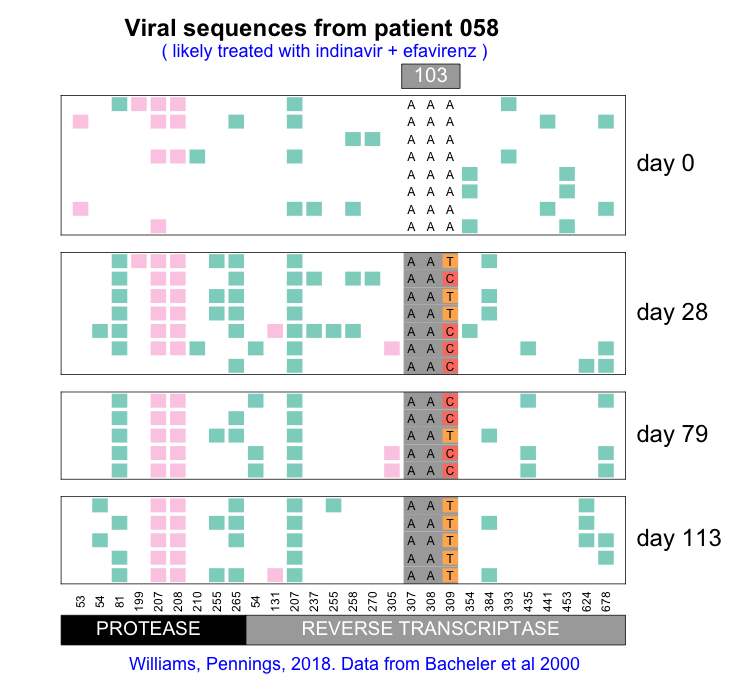 Viral sequences from patient 058
( likely treated with indinavir + efavirenz )
103
A A A
A A A
A A A
A A A
A A A
A A A
A A A
A A A
day 0
A A T
A A C
A A T
A A T
A A C
A A C
A A C
day 28
A A C
A A C
A A T
A A C
A A C
day 79
A A T
A A T
A A T
A A T
A A T
day 113
53 54 81 199 207 208 210 255 265 54 131 207 237 255 258 270 305 307 308 309 354 384 393 435 441 453 624 678
PROTEASE REVERSE TRANSCRIPTASE
Williams, Pennings, 2018. Data from Bacheler et al 2000